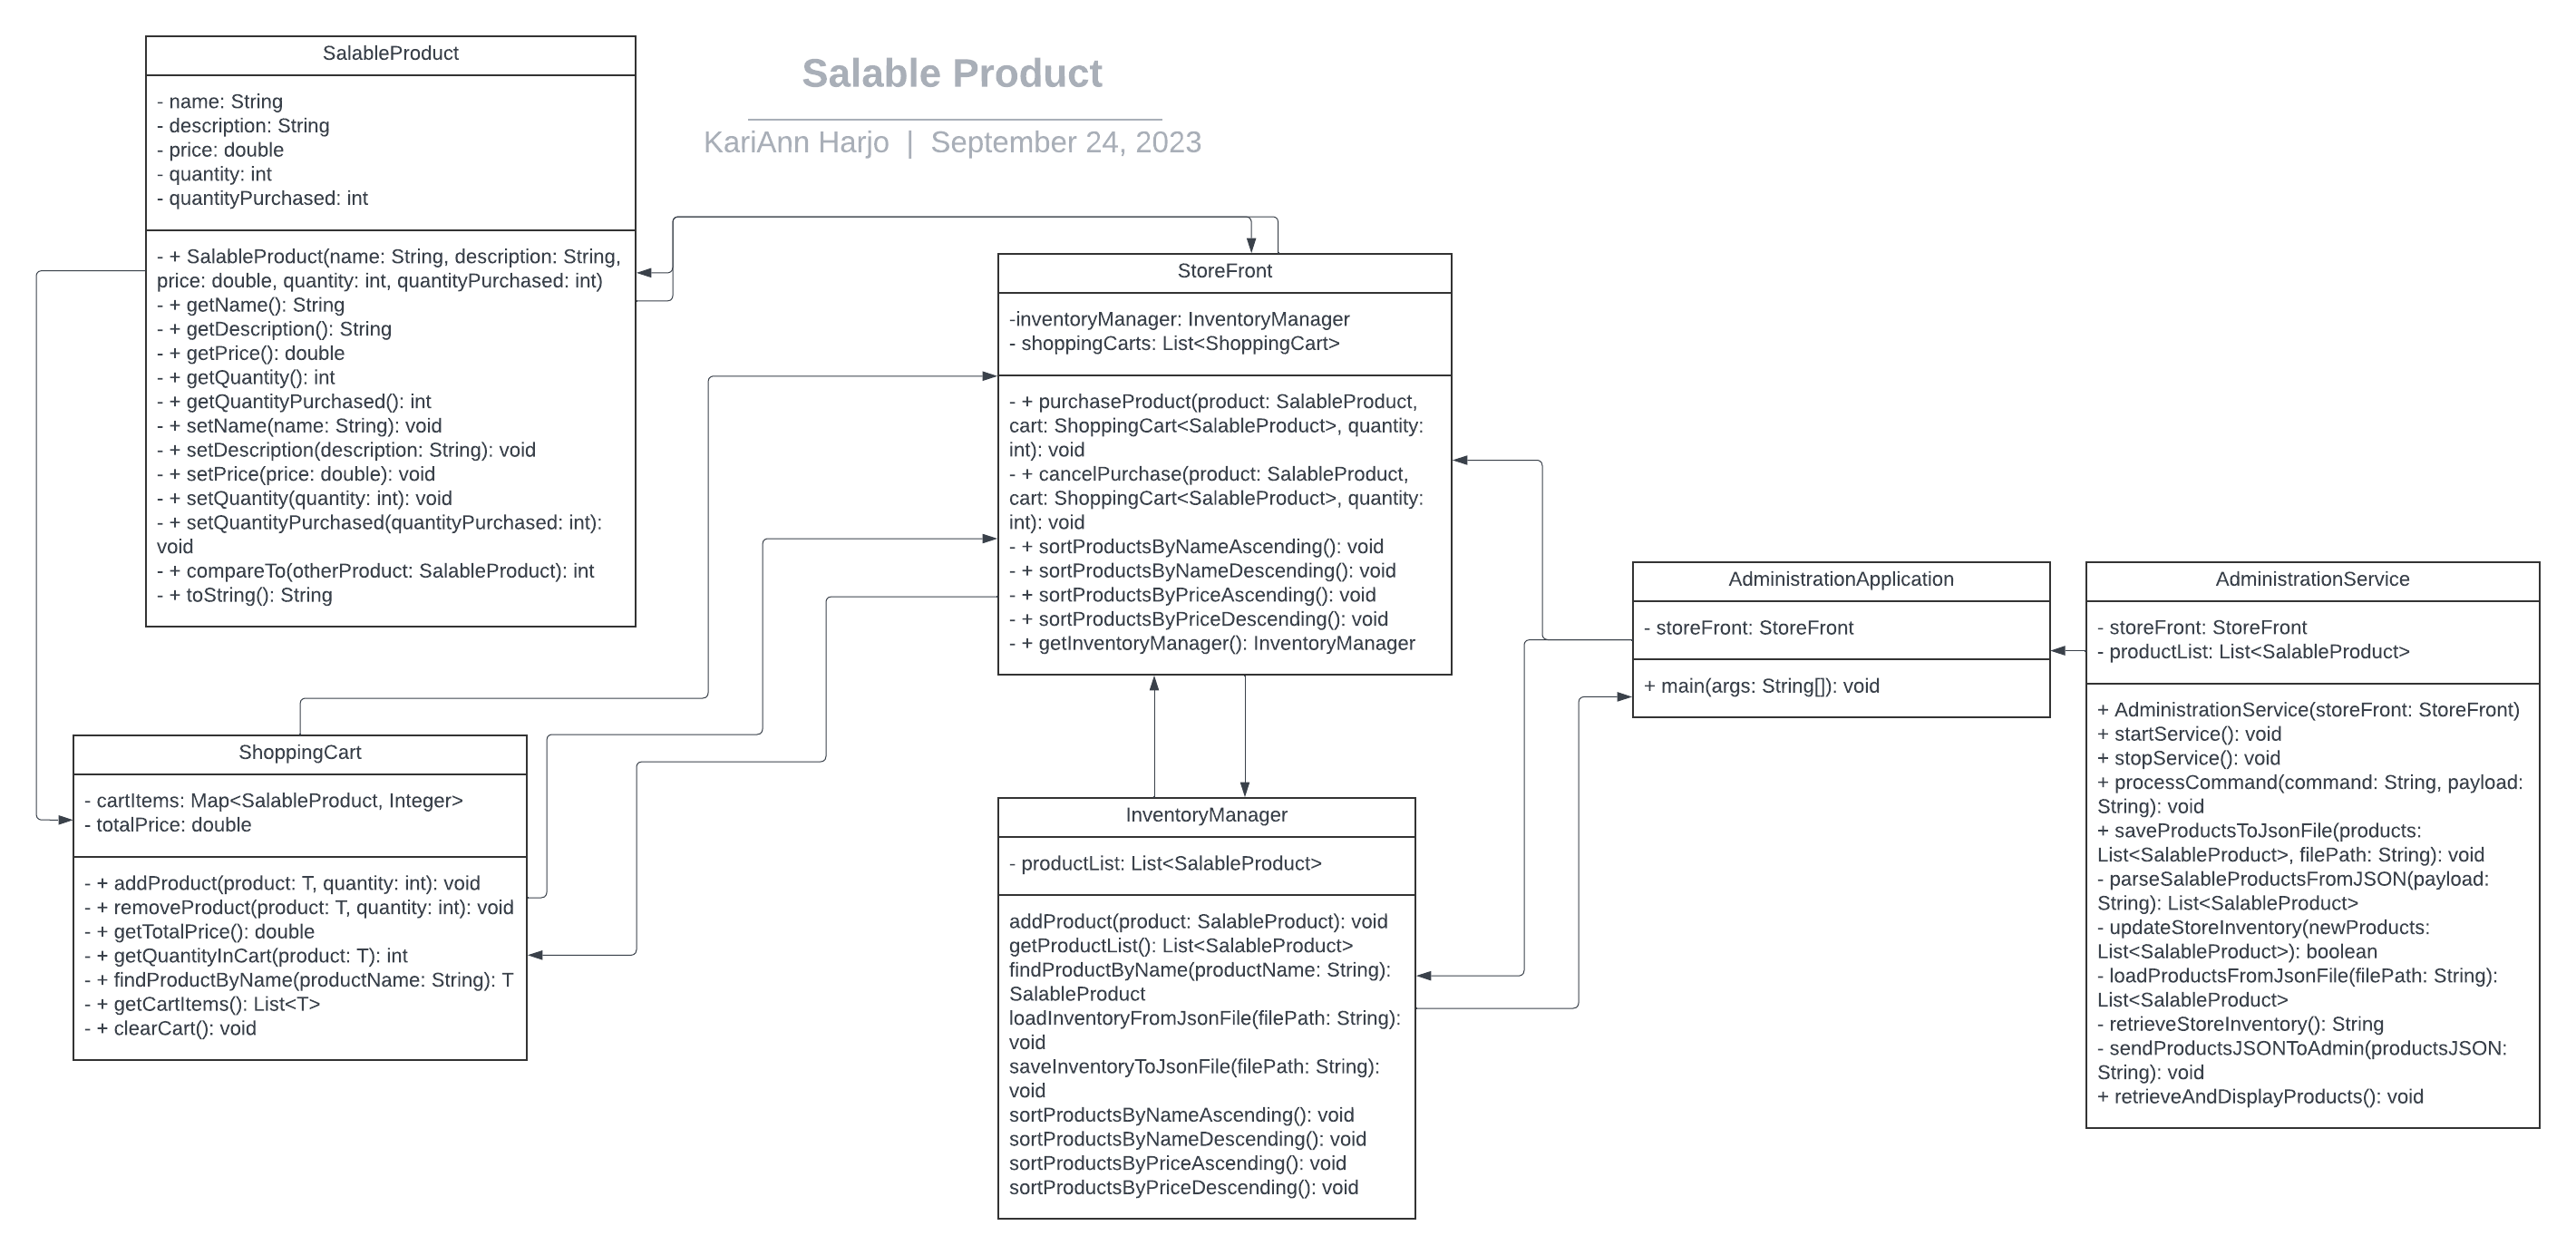 Salable Product
KariAnn Harjo | September 24, 2023
SalableProduct
- name: String
- description: String
- price: double
- quantity: int
- quantityPurchased: int
- + SalableProduct(name: String, description: String,
price: double, quantity: int, quantityPurchased: int)
- + getName(): String
- + getDescription(): String
- + getPrice(): double
- + getQuantity(): int
- + getQuantityPurchased(): int
- + setName(name: String): void
- + setDescription(description: String): void
- + setPrice(price: double): void
- + setQuantity(quantity: int): void
- + setQuantityPurchased(quantityPurchased: int):
void
- + compareTo(otherProduct: SalableProduct): int
- + toString(): String
StoreFront
-inventoryManager: InventoryManager
- shoppingCarts: List<ShoppingCart>
- + purchaseProduct(product: SalableProduct,
cart: ShoppingCart<SalableProduct>, quantity:
int): void
- + cancelPurchase(product: SalableProduct,
cart: ShoppingCart<SalableProduct>, quantity:
int): void
- + sortProductsByNameAscending(): void
- + sortProductsByNameDescending(): void
- + sortProductsByPriceAscending(): void
- + sortProductsByPriceDescending(): void
- + getInventoryManager(): InventoryManager
AdministrationApplication
- storeFront: StoreFront
+ main(args: String[]): void
AdministrationService
- storeFront: StoreFront
- productList: List<SalableProduct>
+ AdministrationService(storeFront: StoreFront)
+ startService(): void
+ stopService(): void
+ processCommand(command: String, payload:
String): void
+ saveProductsToJsonFile(products:
List<SalableProduct>, filePath: String): void
- parseSalableProductsFromJSON(payload:
String): List<SalableProduct>
- updateStoreInventory(newProducts:
List<SalableProduct>): boolean
- loadProductsFromJsonFile(filePath: String):
List<SalableProduct>
- retrieveStoreInventory(): String
- sendProductsJSONToAdmin(productsJSON:
String): void
+ retrieveAndDisplayProducts(): void
ShoppingCart
- cartItems: Map<SalableProduct, Integer>
- totalPrice: double
- + addProduct(product: T, quantity: int): void
- + removeProduct(product: T, quantity: int): void
- + getTotalPrice(): double
- + getQuantityInCart(product: T): int
- + findProductByName(productName: String): T
- + getCartItems(): List<T>
- + clearCart(): void
InventoryManager
- productList: List<SalableProduct>
addProduct(product: SalableProduct): void
getProductList(): List<SalableProduct>
findProductByName(productName: String):
SalableProduct
loadInventoryFromJsonFile(filePath: String):
void
saveInventoryToJsonFile(filePath: String):
void
sortProductsByNameAscending(): void
sortProductsByNameDescending(): void
sortProductsByPriceAscending(): void
sortProductsByPriceDescending(): void